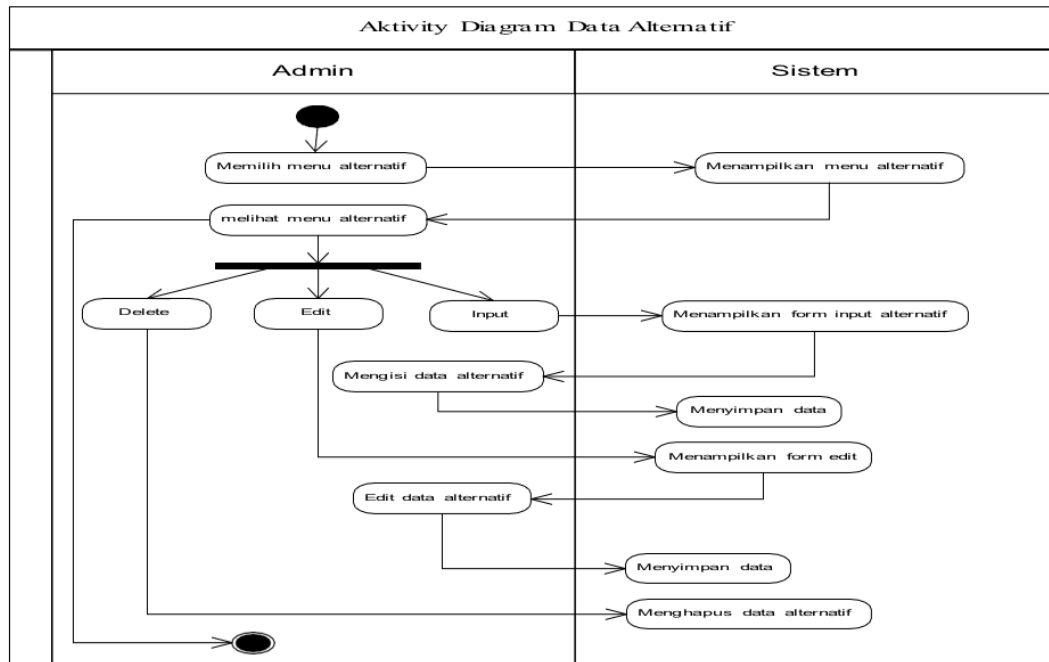 Aktivity Diagram Data Alternatif
Admin
Sistem
Memilih menu alternatif
Menampilkan menu alternatif
melihat menu alternatif
Delete
Edit
Input
Menampilkan form input alternatif
Mengisi data alternatif
Menyimpan data
Menampilkan form edit
Edit data alternatif
Menyimpan data
Menghapus data alternatif